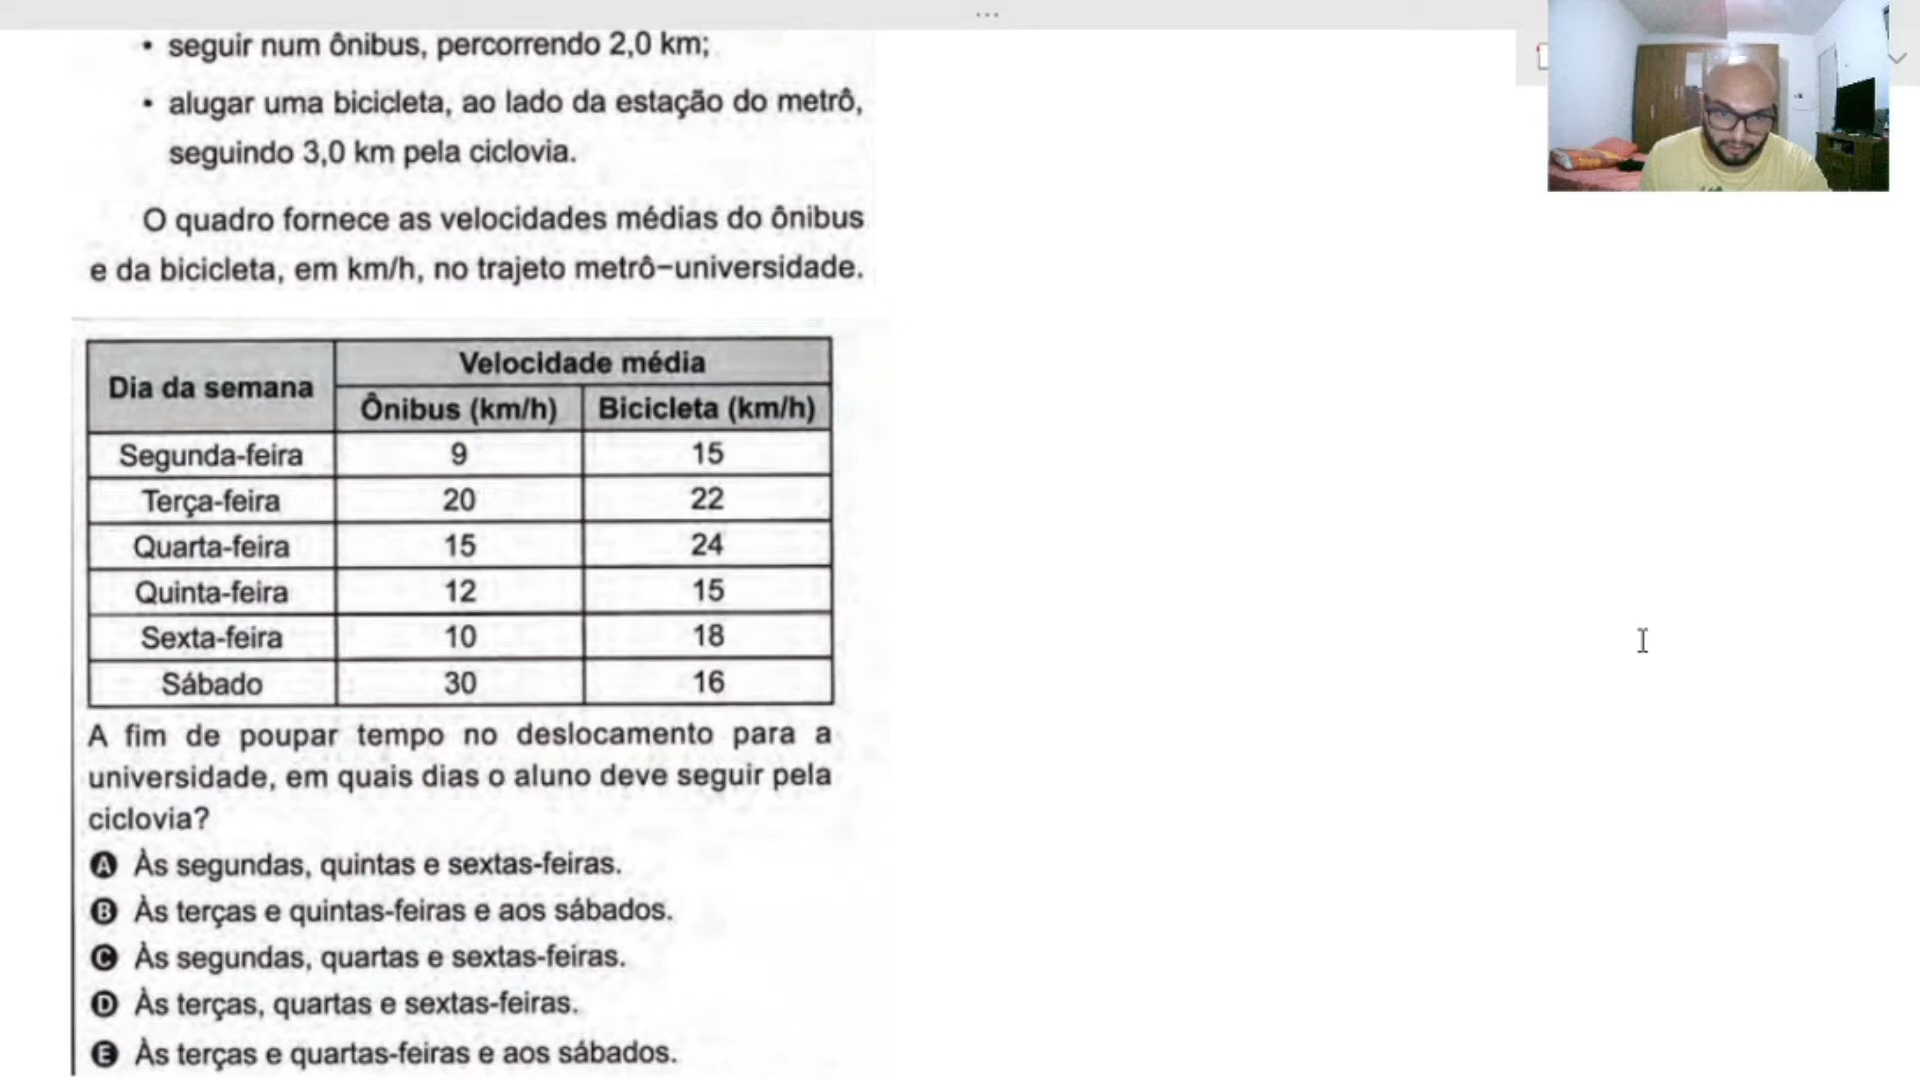 • seguir num ônibus, percorrendo 2,0 km;
• alugar uma bicicleta, ao lado da estação do metrô,
seguindo 3,0 km pela ciclovia.
O quadro fornece as velocidades médias do ônibus
e da bicicleta, em km/h, no trajeto metrô–universidade.
Dia da semana Velocidade média
Ônibus (km/h) Bicicleta (km/h)
Segunda-feira 9 15
Terça-feira 20 22
Quarta-feira 15 24
Quinta-feira 12 15
Sexta-feira 10 18
Sábado 30 16
A fim de poupar tempo no deslocamento para a
universidade, em quais dias o aluno deve seguir pela
ciclovia?
A Às segundas, quintas e sextas-feiras.
B Às terças e quintas-feiras e aos sábados.
C Às segundas, quartas e sextas-feiras.
D Às terças, quartas e sextas-feiras.
E Às terças e quartas-feiras e aos sábados.